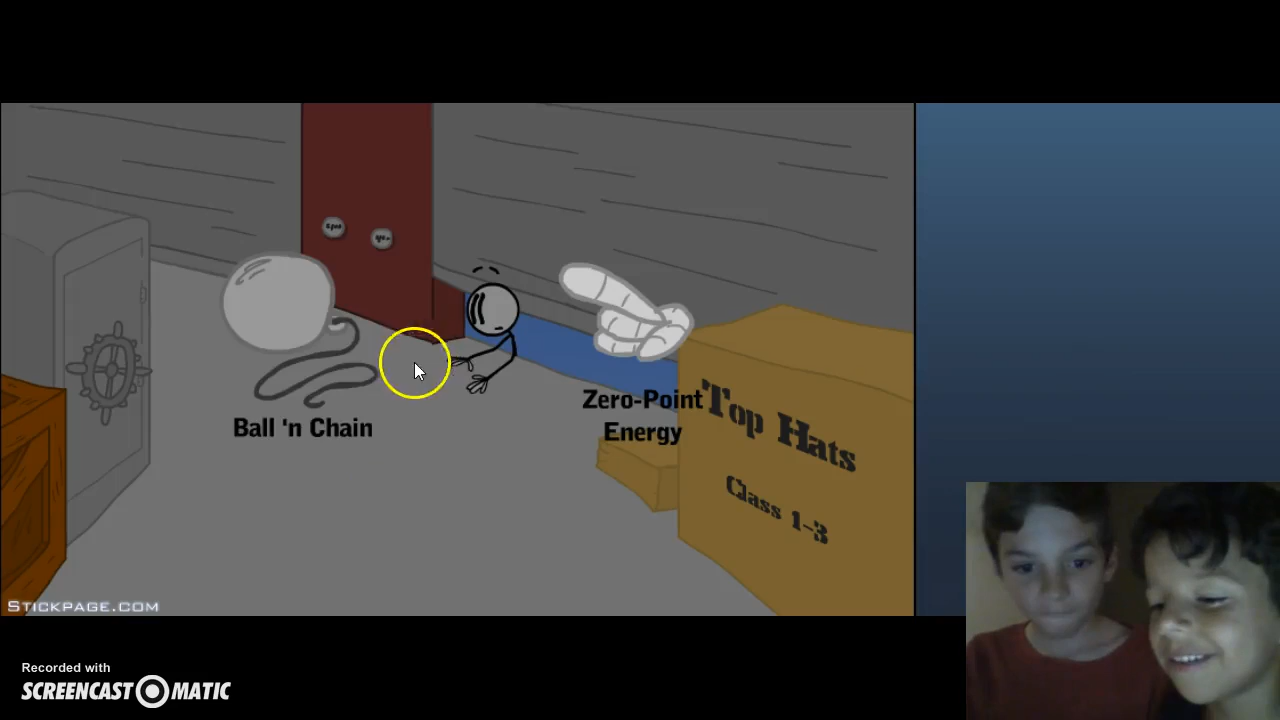 Ball 'n Chain
Zero-Point
Energy
Top Hats
Class 1-3
STICKPAGE.COM
Recorded with
SCREENCAST MATIC